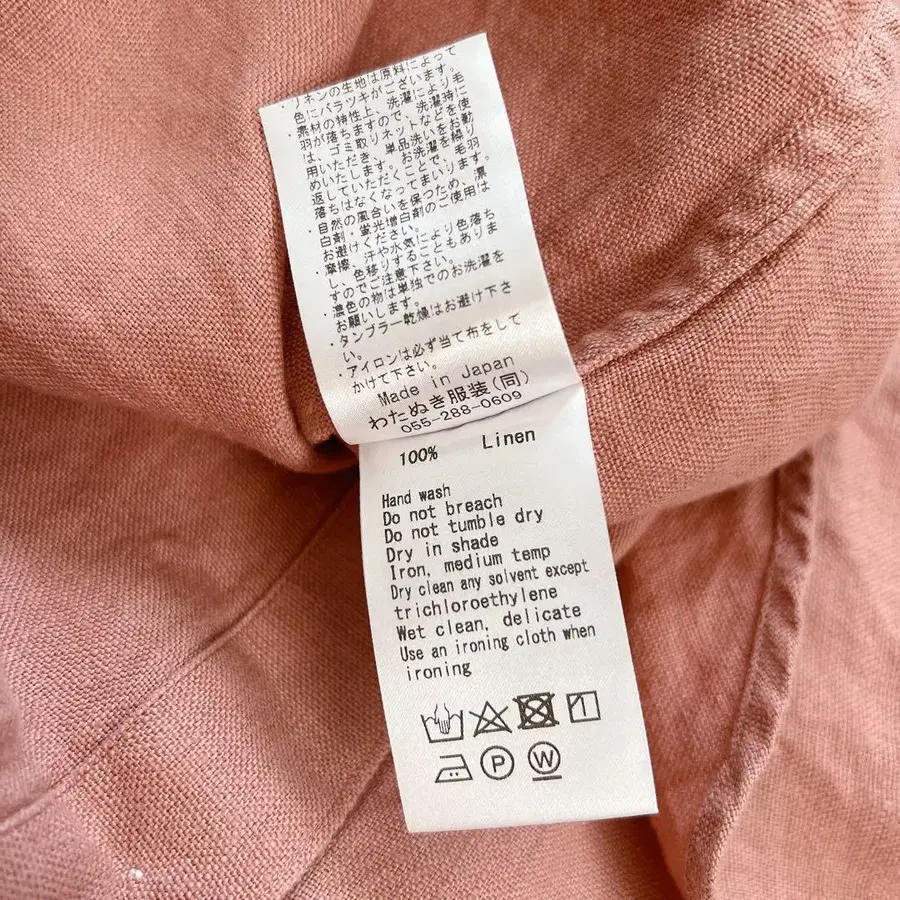 ・リネンの生地は原料によって
色にバラツキがございます。
・素材の特性上、洗濯により毛
羽が落ちますので、洗濯時に
は、ゴミ取りネットなどを使
用いただき、単品洗いをお勧
めいたします。お洗濯を繰り
返していただくことで、毛羽
落ちはなくなってまいります。
・自然の風合いを保つため、漂
白剤・蛍光増白剤のご使用は
お避けください。
・摩擦、汗や水気により色落ち
し、色移りすることもありま
すのでご注意下さい。
・濃色の物は単独でのお洗濯を
お願いします。
・タンブラー乾燥はお避け下さ
い。
・アイロンは必ず当て布をして
かけて下さい。
Made in Japan
わたぬき服装(同)
055-288-0609
100% Linen
Hand wash
Do not breach
Do not tumble dry
Dry in shade
Iron, medium temp
Dry clean any solvent except
trichloroethylene
Wet clean, delicate
Use an ironing cloth when
ironing
P W